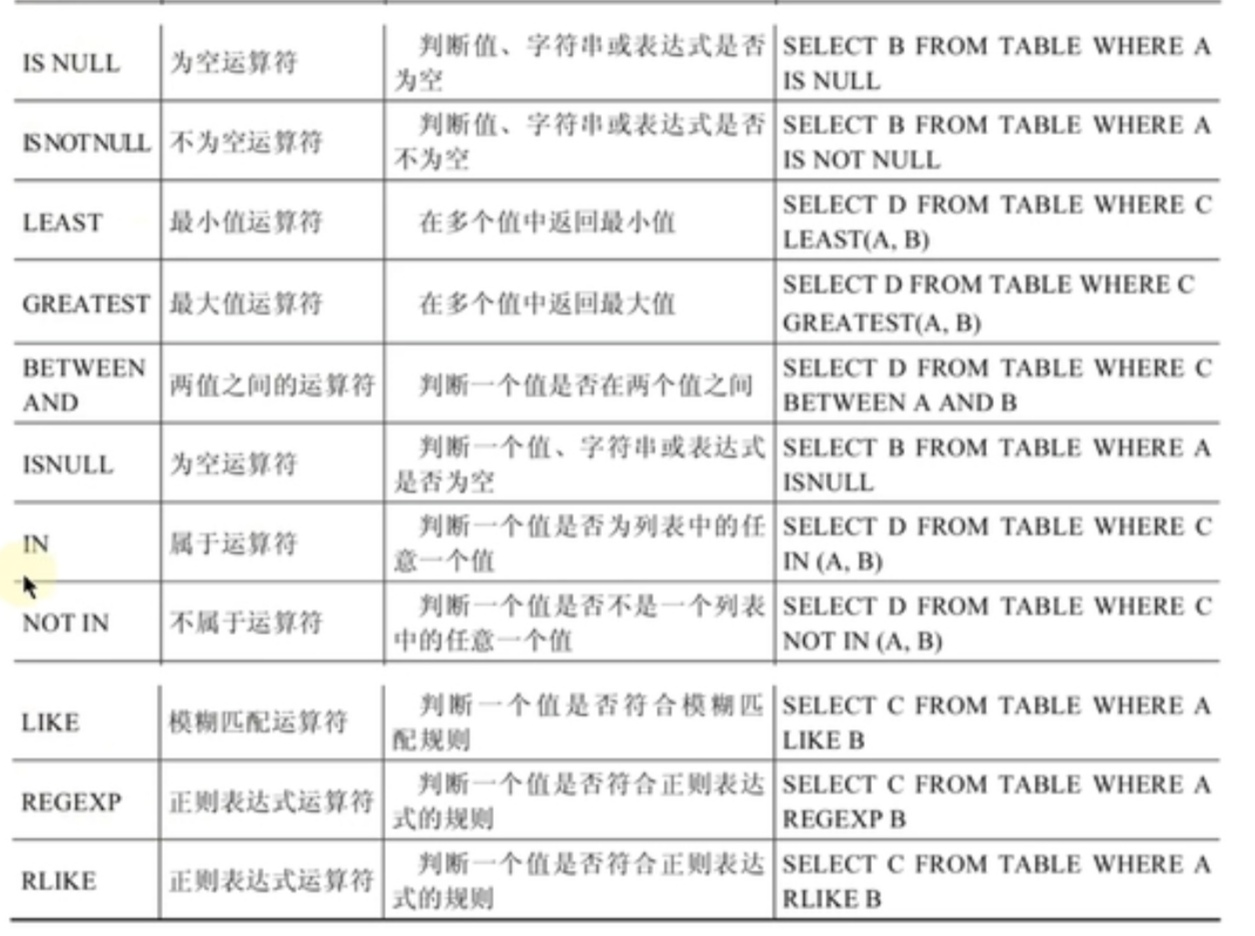 IS NULL
为空运算符
判断值、字符串或表达式是否
为空
SELECT B FROM TABLE WHERE A
IS NULL
IS NOT NULL
不为空运算符
判断值、字符串或表达式是否
不为空
SELECT B FROM TABLE WHERE A
IS NOT NULL
LEAST
最小值运算符
在多个值中返回最小值
SELECT D FROM TABLE WHERE C
LEAST(A, B)
GREATEST
最大值运算符
在多个值中返回最大值
SELECT D FROM TABLE WHERE C
GREATEST(A, B)
BETWEEN
AND
两值之间的运算符
判断一个值是否在两个值之间
SELECT D FROM TABLE WHERE C
BETWEEN A AND B
ISNULL
为空运算符
判断一个值、字符串或表达式
是否为空
SELECT B FROM TABLE WHERE A
ISNULL
IN
属于运算符
判断一个值是否为列表中的任
意一个值
SELECT D FROM TABLE WHERE C
IN (A, B)
NOT IN
不属于运算符
判断一个值是否不是一个列表
中的任意一个值
SELECT D FROM TABLE WHERE C
NOT IN (A, B)
LIKE
模糊匹配运算符
判断一个值是否符合模糊匹
配规则
SELECT C FROM TABLE WHERE A
LIKE B
REGEXP
正则表达式运算符
判断一个值是否符合正则表达
式的规则
SELECT C FROM TABLE WHERE A
REGEXP B
RLIKE
正则表达式运算符
判断一个值是否符合正则表达
式的规则
SELECT C FROM TABLE WHERE A
RLIKE B